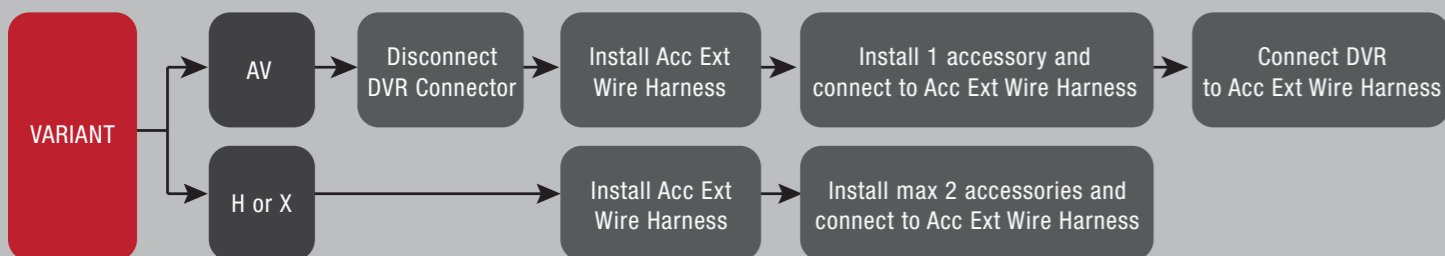 VARIANT
AV
Disconnect
DVR Connector
Install Acc Ext
Wire Harness
Install 1 accessory and
connect to Acc Ext Wire Harness
Connect DVR
to Acc Ext Wire Harness
H or X
Install Acc Ext
Wire Harness
Install max 2 accessories and
connect to Acc Ext Wire Harness